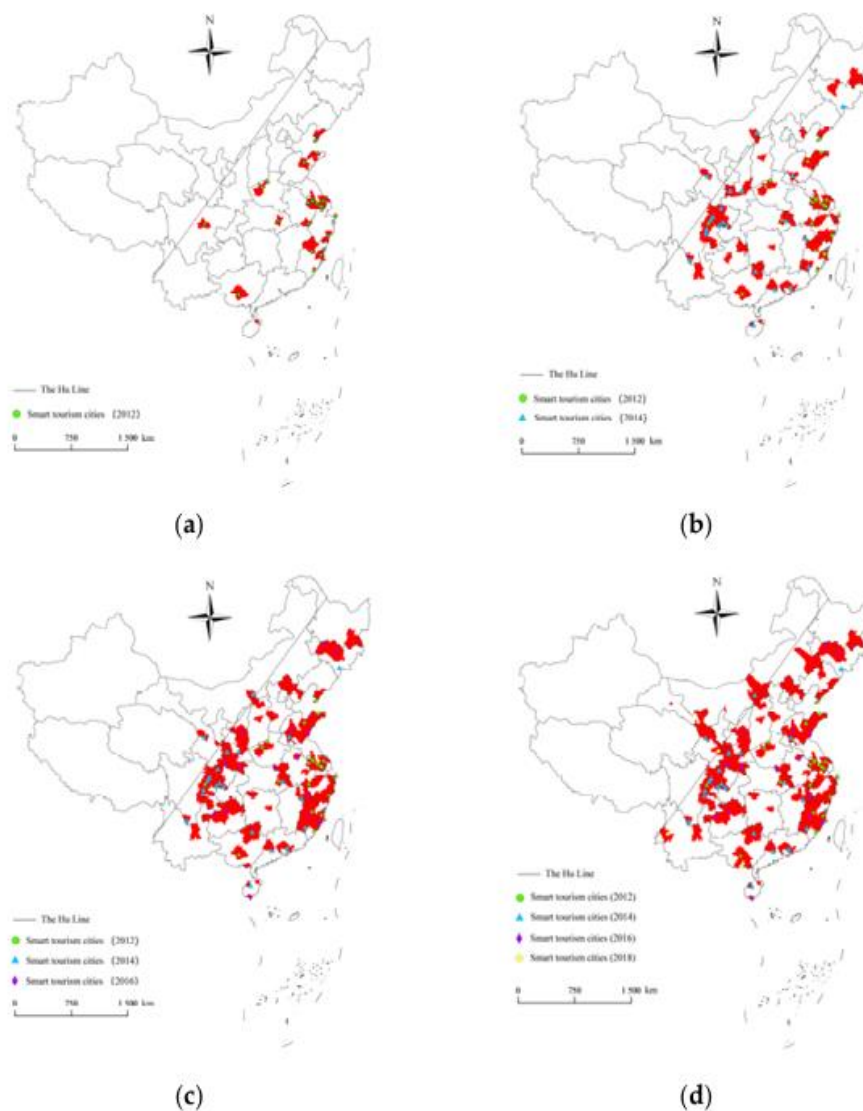 N
The Hu Line
Smart tourism cities (2012)
0 750 1 500 km
(a)
N
The Hu Line
Smart tourism cities (2012)
Smart tourism cities (2014)
0 750 1 500 km
(b)
N
The Hu Line
Smart tourism cities (2012)
Smart tourism cities (2014)
Smart tourism cities (2016)
0 750 1 500 km
(c)
N
The Hu Line
Smart tourism cities (2012)
Smart tourism cities (2014)
Smart tourism cities (2016)
Smart tourism cities (2018)
0 750 1 500 km
(d)